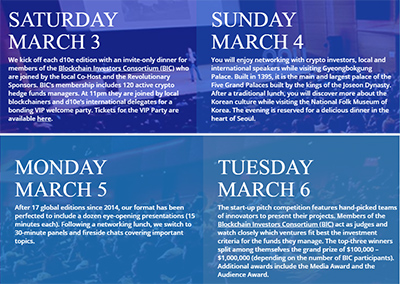 SATURDAY
MARCH 3
We kick off each d10e edition with an invite-only dinner for
members of the Blockchain Investors Consortium (BIC) who
are joined by the local Co-Host and the Revolutionary
Sponsors. BIC's membership includes 120 active crypto
hedge funds managers. At 11pm they are joined by local
blockchainers and d10e's international delegates for a
bonding VIP welcome party. Tickets for the VIP Party are
available here.
SUNDAY
MARCH 4
You will enjoy networking with crypto investors, local and
international speakers while visiting Gyeongbokgung
Palace. Built in 1395, it is the main and largest palace of the
Five Grand Palaces built by the kings of the Joseon Dynasty.
After a traditional lunch, you will discover more about the
Korean culture while visiting the National Folk Museum of
Korea. The evening is reserved for a delicious dinner in the
heart of Seoul.
MONDAY
MARCH 5
After 17 global editions since 2014, our format has been
perfected to include a dozen eye-opening presentations (15
minutes each). Following a networking lunch, we switch to
30-minute panels and fireside chats covering important
topics.
TUESDAY
MARCH 6
The start-up pitch competition features hand-picked teams
of innovators to present their projects. Members of the
Blockchain Investors Consortium (BIC) act as judges and
watch closely which ventures fit best the investment
criteria for the funds they manage. The top-three winners
split among themselves the grand prize of $100,000 -
$1,000,000 (depending on the number of BIC participants).
Additional awards include the Media Award and the
Audience Award.